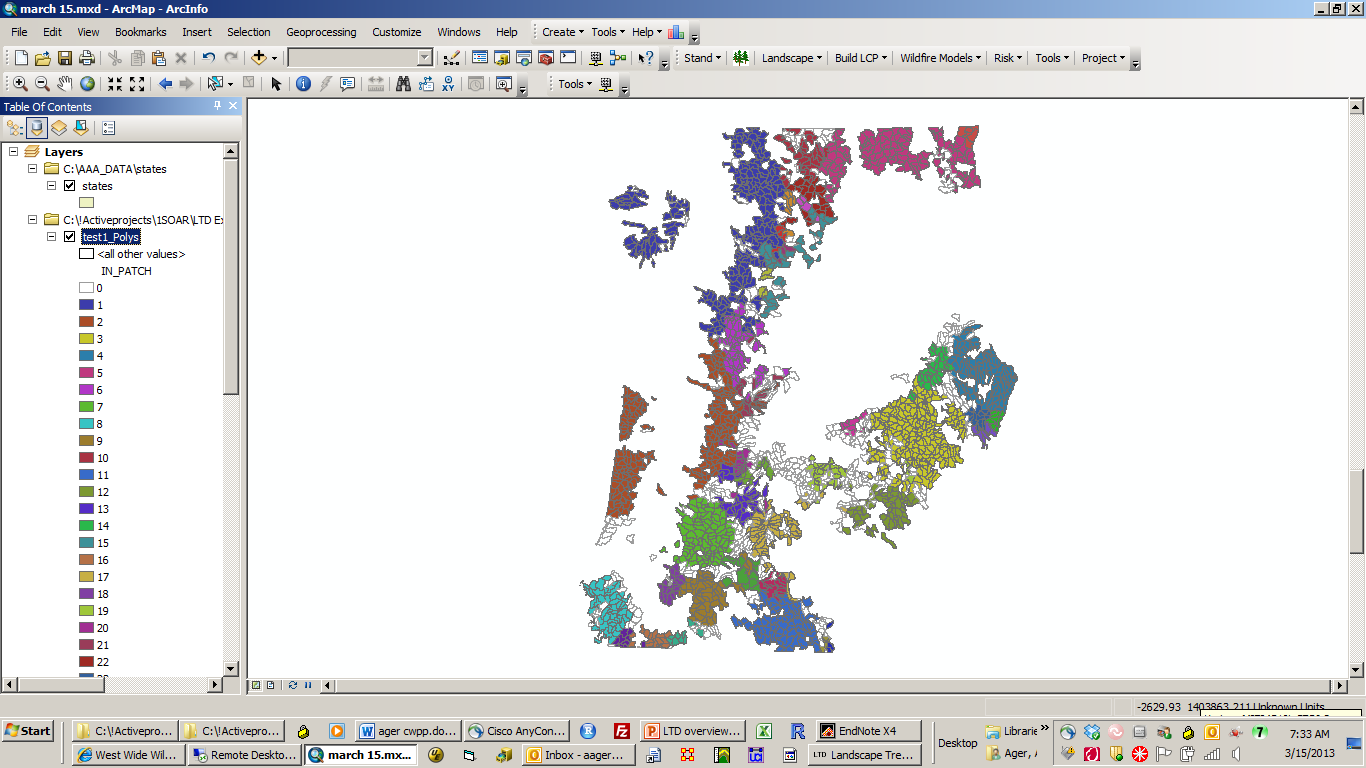 march 15.mxd - ArcMap - ArcInfo
File Edit View Bookmarks Insert Selection Geoprocessing Customize Windows Help Create Tools Help
Stand Landscape Build LCP Wildfire Models Risk Tools Project
Tools
Table Of Contents
Layers
C:\AAA_DATA\states
states
C:\!Activeprojects\1SOAR\LTD Ex
test1_Polys
<all other values>
IN_PATCH
0
1
2
3
4
5
6
7
8
9
10
11
12
13
14
15
16
17
18
19
20
21
22
-2629.93 1403863.211 Unknown Units
Start C:\!Activepro... C:\!Activepro... ager cwpp.do... Cisco AnyCon... LTD overview... EndNote X4 Desktop Librarie 7:33 AM
West Wide Wil... Remote Deskto... march 15.mx... Inbox - aager... Landscape Tre... Ager, A 3/15/2013